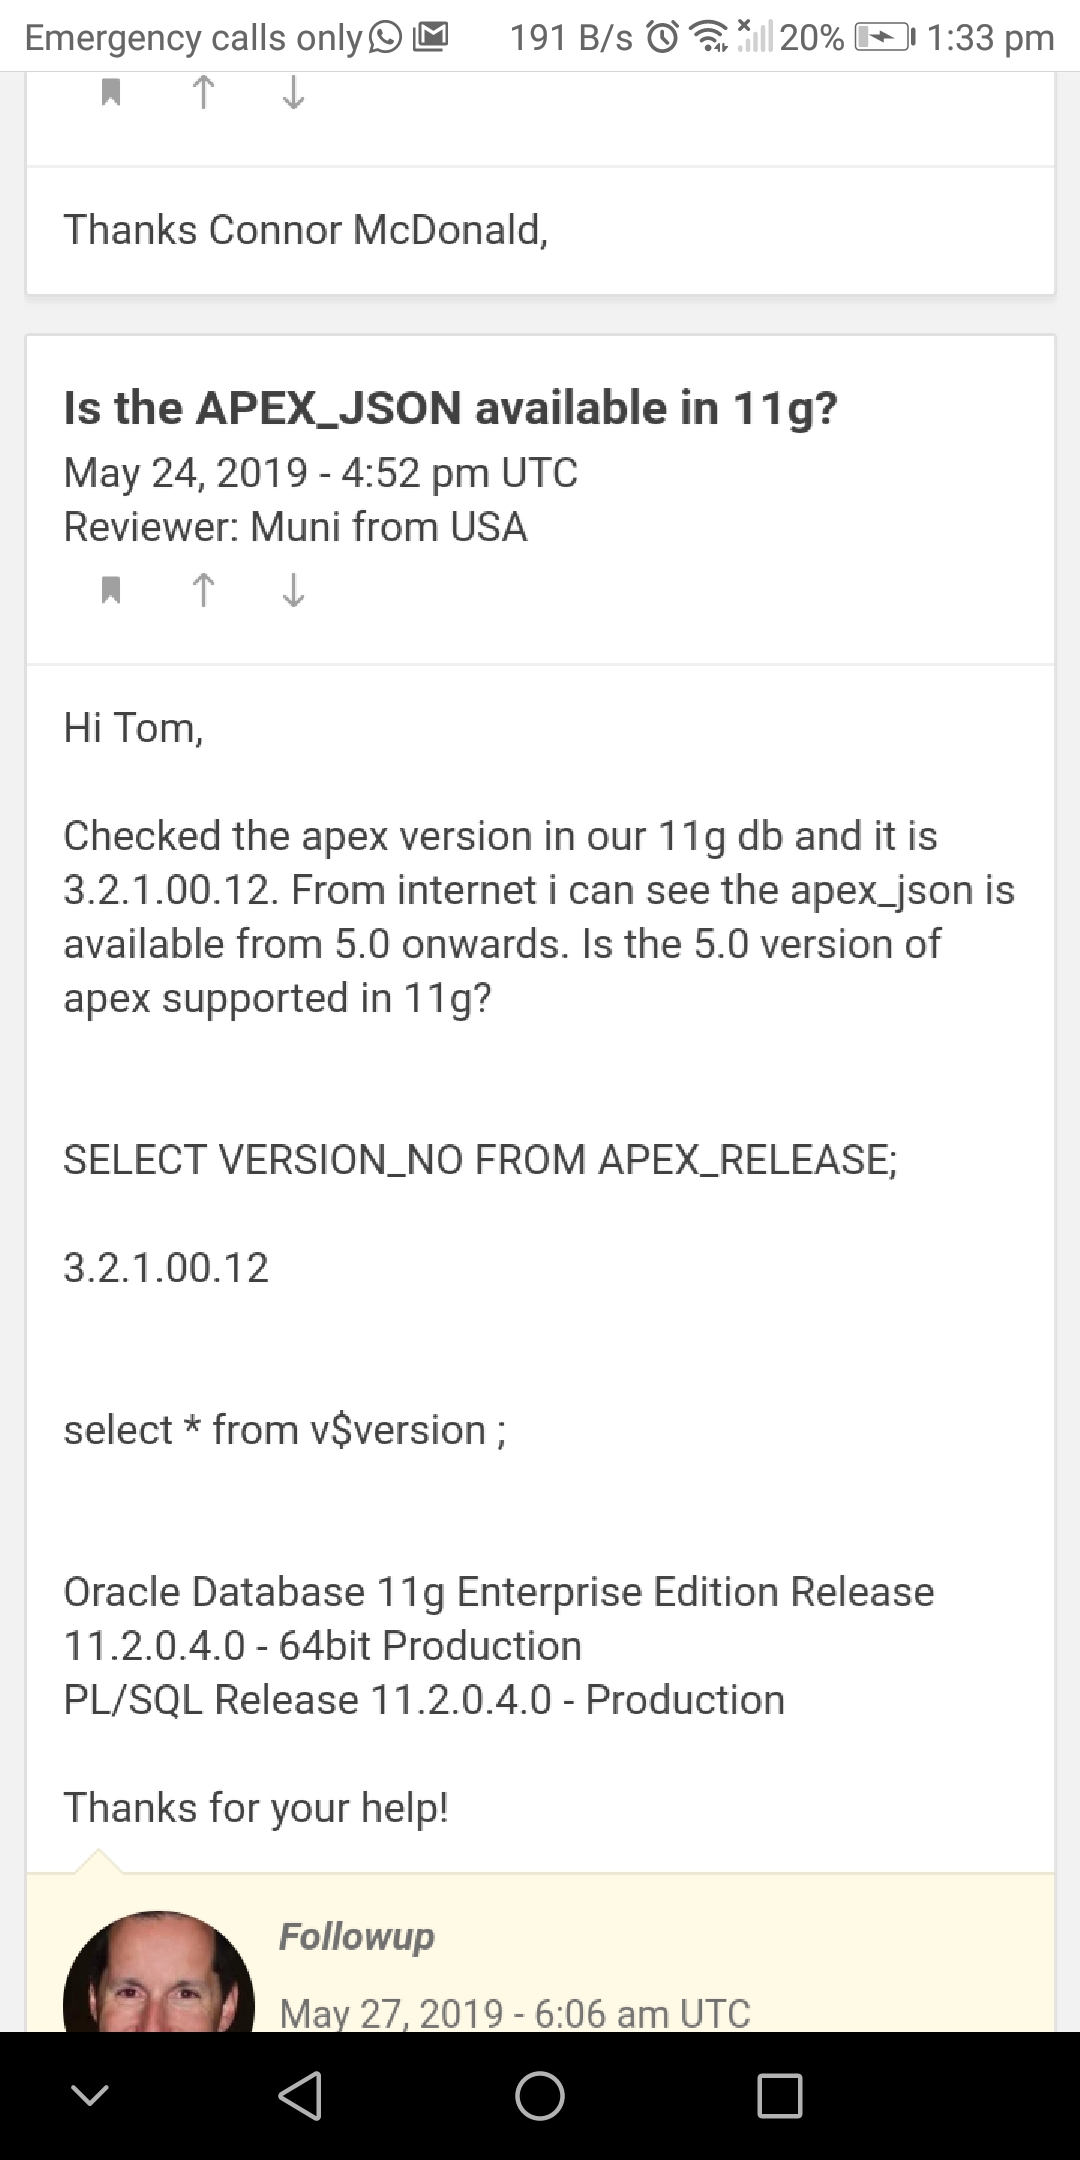 Emergency calls only 191 B/s 20% 1:33 pm
Thanks Connor McDonald,
Is the APEX_JSON available in 11g?
May 24, 2019 - 4:52 pm UTC
Reviewer: Muni from USA
Hi Tom,
Checked the apex version in our 11g db and it is
3.2.1.00.12. From internet i can see the apex_json is
available from 5.0 onwards. Is the 5.0 version of
apex supported in 11g?
SELECT VERSION_NO FROM APEX_RELEASE;
3.2.1.00.12
select * from v$version ;
Oracle Database 11g Enterprise Edition Release
11.2.0.4.0 - 64bit Production
PL/SQL Release 11.2.0.4.0 - Production
Thanks for your help!
Followup
May 27, 2019 - 6:06 am UTC